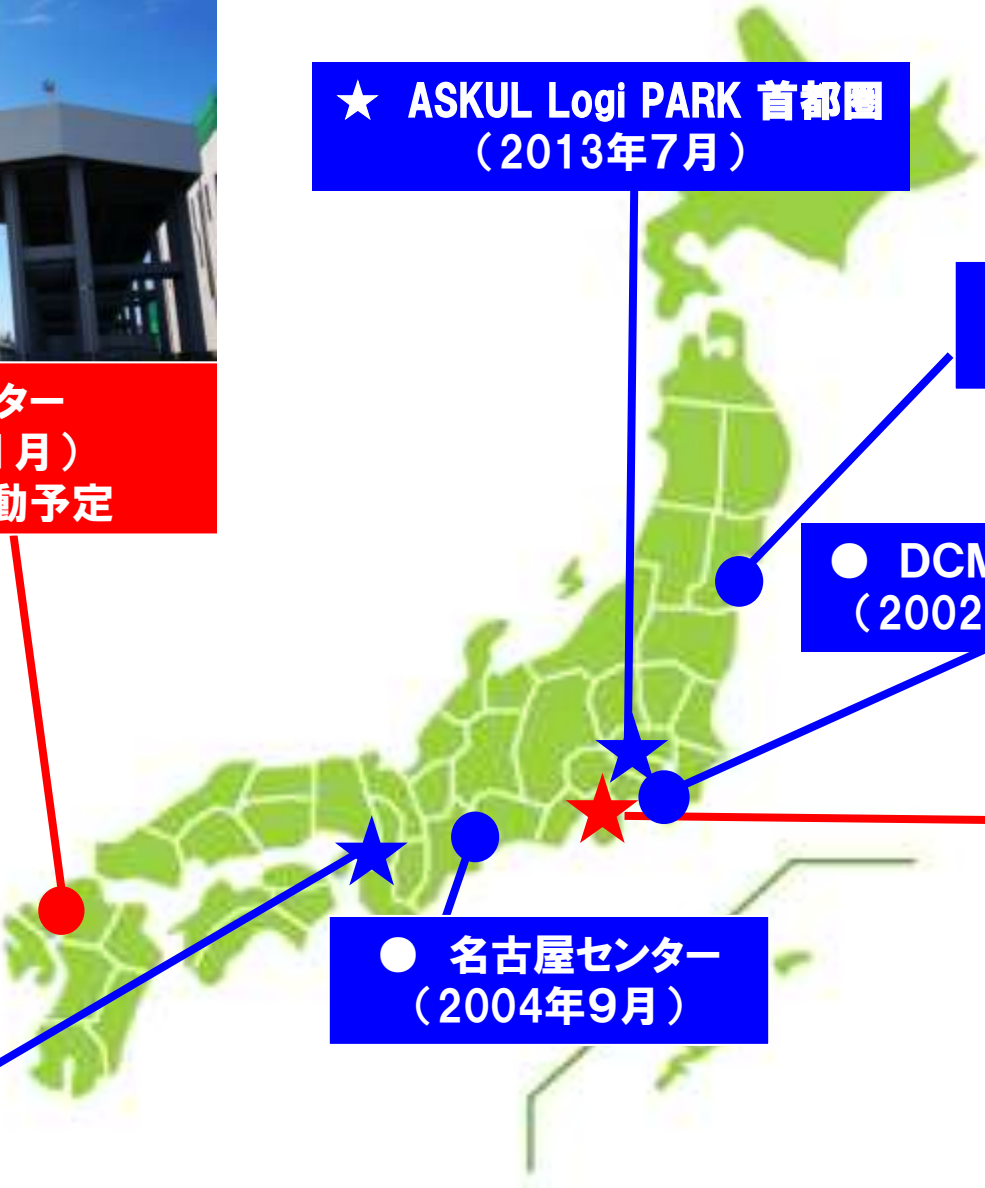 ★ ASKUL Logi PARK 首都圏
（2013年7月）
ター
月）
動予定
● DCM
（2002
● 名古屋センター
（2004年9月）